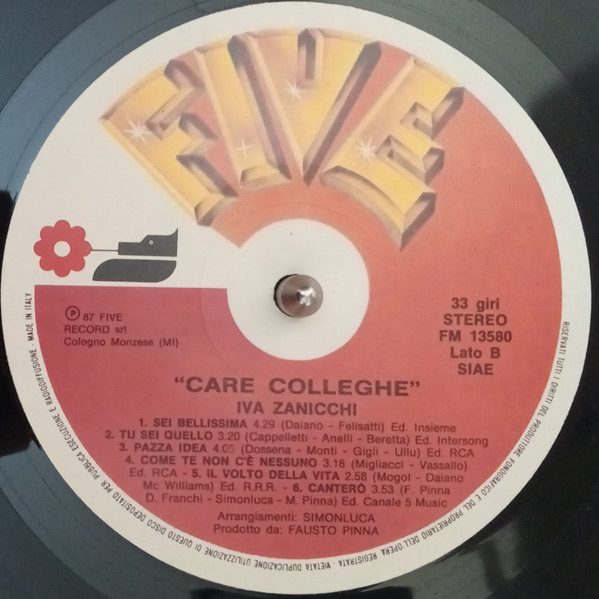 FIVE
℗ 87 FIVE
RECORD srl
Cologno Monzese (MI)
33 giri
STEREO
FM 13580
Lato B
SIAE
"CARE COLLEGHE"
IVA ZANICCHI
1. SEI BELLISSIMA 4.29 (Daiano - Felisatti) Ed. Insieme
2. TU SEI QUELLO 3.20 (Cappelletti - Anelli - Beretta) Ed. Intersong
3. PAZZA IDEA 4.05 (Dossena - Monti - Gigli - Ullu) Ed. RCA
4. COME TE NON C'È NESSUNO 3.18 (Migliacci - Vassallo)
Ed. RCA - 5. IL VOLTO DELLA VITA 2.58 (Mogol - Daiano
Mc Williams) Ed. R.R.R. - 6. CANTERÒ 3.53 (F. Pinna
D. Franchi - Simonluca - M. Pinna) Ed. Canale 5 Music
Arrangiamenti: SIMONLUCA
Prodotto da: FAUSTO PINNA
RISERVATI TUTTI I DIRITTI DEL PRODUTTORE FONOGRAFICO E DEL PROPRIETARIO DELL'OPERA REGISTRATA - VIETATA DUPLICAZIONE UTILIZZAZIONE DI QUESTO DISCO DEPOSITATO PER PUBBLICA ESECUZIONE E RADIODIFFUSIONE - MADE IN ITALY